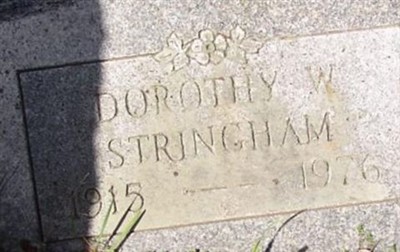 DOROTHY W
STRINGHAM
1915 — 1976